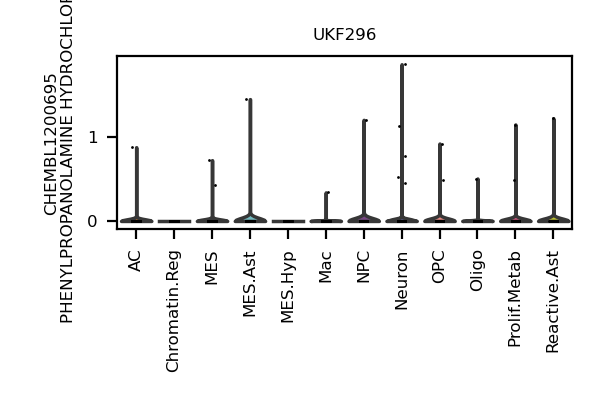 UKF296
CHEMBL1200695
PHENYLPROPANOLAMINE
1
0
AC
Chromatin.Reg
MES
MES.Ast
MES.Hyp
Mac
NPC
Neuron
OPC
Oligo
Prolif.Metab
Reactive.Ast